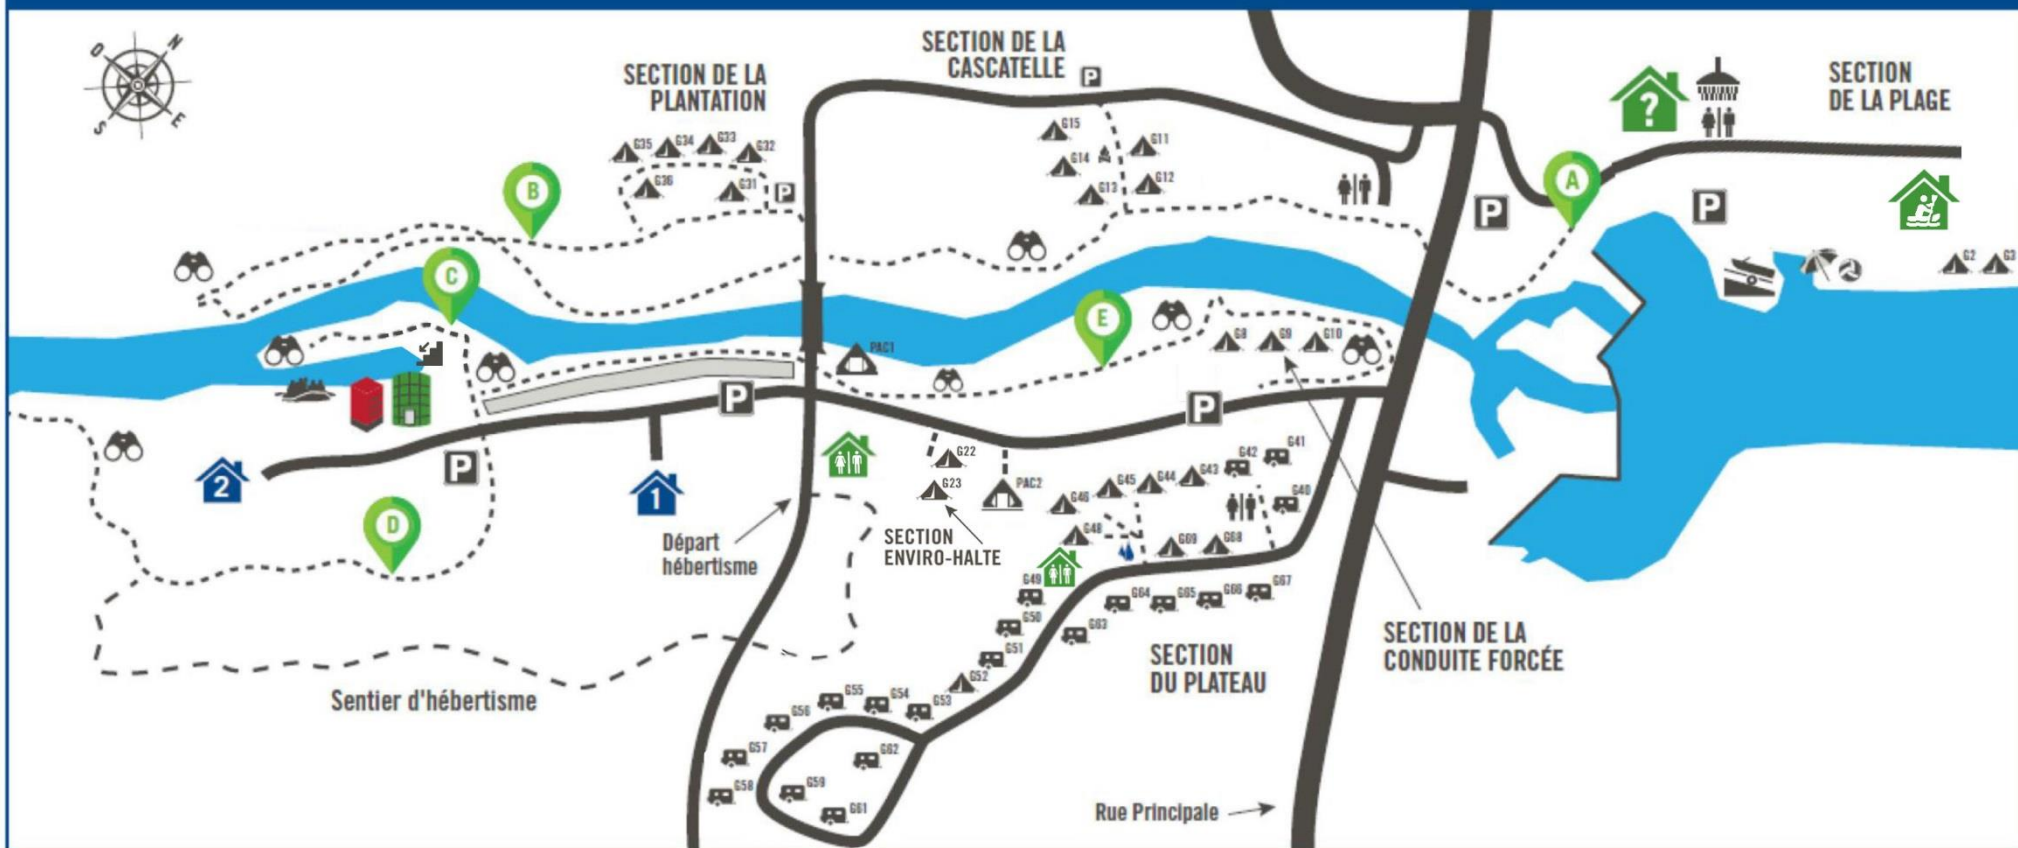 N
O
S
E
SECTION DE LA
PLANTATION
G35
G34
G33
G32
G36
G31
P
SECTION DE LA
CASCATELLE
P
G15
G14
G13
G11
G12
?
SECTION
DE LA PLAGE
A
P
P
G2
G3
B
C
E
G8
G9
G10
PAC1
P
P
2
P
1
D
Départ
hébertisme
G22
G23
PAC2
SECTION
ENVIRO-HALTE
G46
G45
G44
G43
G42
G41
G40
G48
G69
G68
G49
G50
G51
G52
G53
G54
G55
G56
G57
G58
G59
G61
G62
G63
G64
G65
G66
G67
SECTION
DU PLATEAU
SECTION DE LA
CONDUITE FORCÉE
Sentier d'hébertisme
Rue Principale